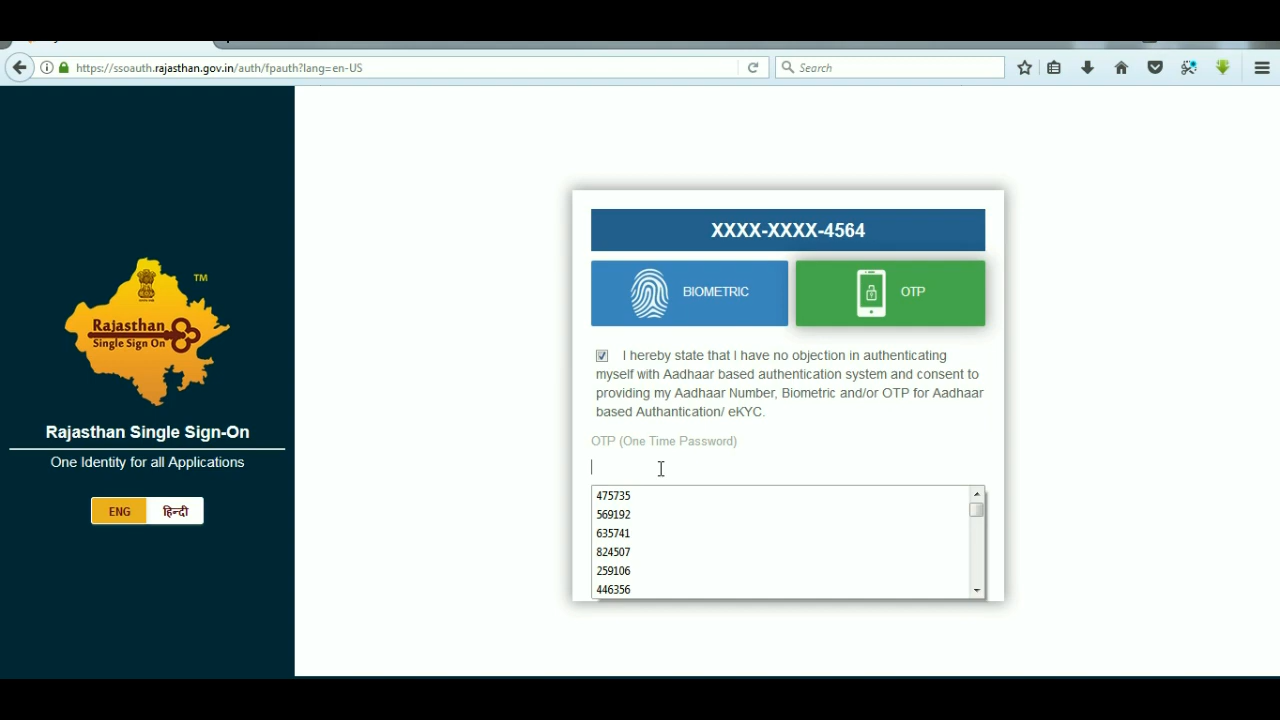 https://ssoauth.rajasthan.gov.in/auth/fpauth?lang=en-US
Search
XXXX-XXXX-4564
BIOMETRIC
OTP
I hereby state that I have no objection in authenticating
myself with Aadhaar based authentication system and consent to
providing my Aadhaar Number, Biometric and/or OTP for Aadhaar
based Authantication/ eKYC.
OTP (One Time Password)
475735
569192
635741
824507
259106
446356
TM
Rajasthan
Single Sign On
Rajasthan Single Sign-On
One Identity for all Applications
ENG
हिन्दी